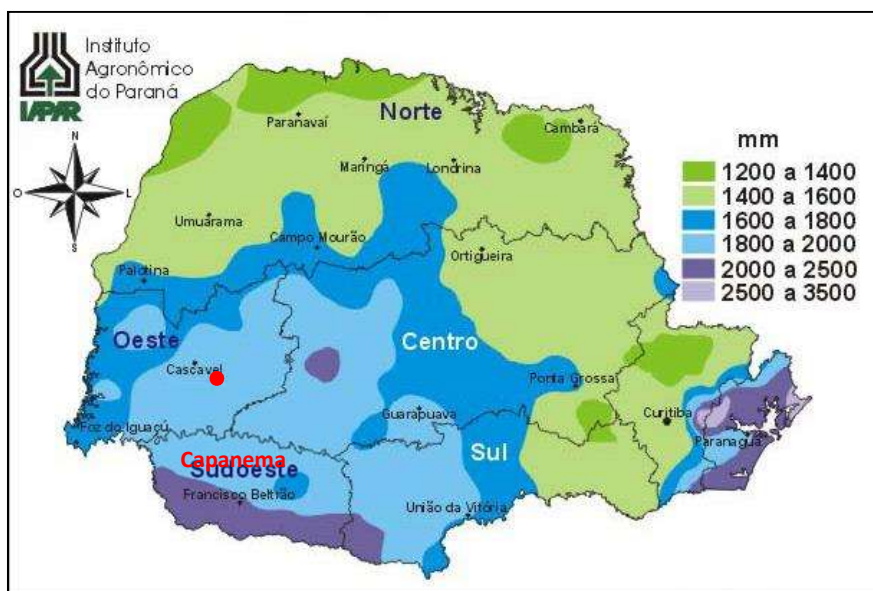 Instituto
Agronômico
do Paraná
IAPAR
N
O
L
S
mm
1200 a 1400
1400 a 1600
1600 a 1800
1800 a 2000
2000 a 2500
2500 a 3500
Norte
Paranavaí
Cambará
Maringá
Londrina
Umuarama
Campo Mourão
Ortigueira
Palotina
Oeste
Centro
Cascavel
Ponta Grossa
Guarapuava
Curitiba
Foz do Iguaçú
Paranaguá
Sul
Capanema
Sudoeste
Francisco Beltrão
União da Vitória